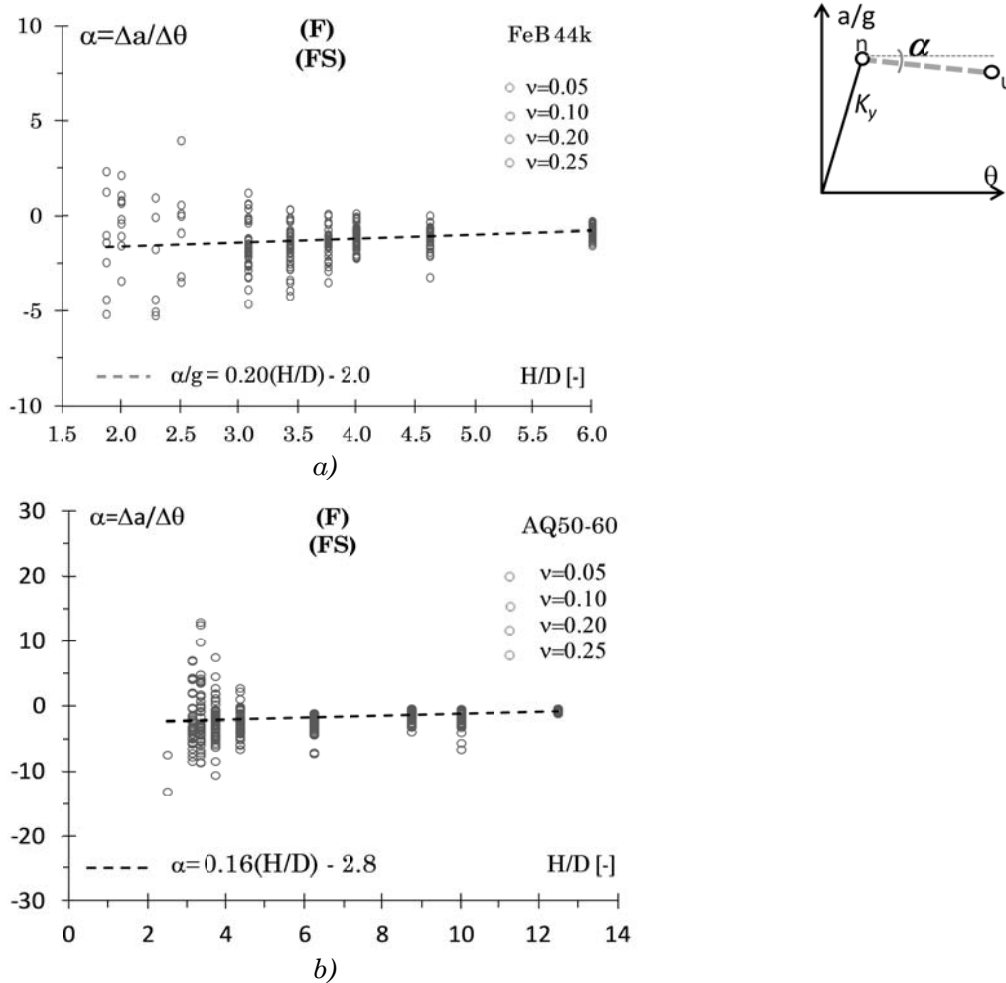 α=Δa/Δθ
(F)
(FS)
FeB 44k
ν=0.05
ν=0.10
ν=0.20
ν=0.25
10
5
0
-5
-10
α/g = 0.20(H/D) - 2.0
H/D [-]
1.5 2.0 2.5 3.0 3.5 4.0 4.5 5.0 5.5 6.0
a)
a/g
n
α
u
K_y
θ
α=Δa/Δθ
(F)
(FS)
AQ50-60
ν=0.05
ν=0.10
ν=0.20
ν=0.25
30
20
10
0
-10
-20
-30
α= 0.16(H/D) - 2.8
H/D [-]
0 2 4 6 8 10 12 14
b)